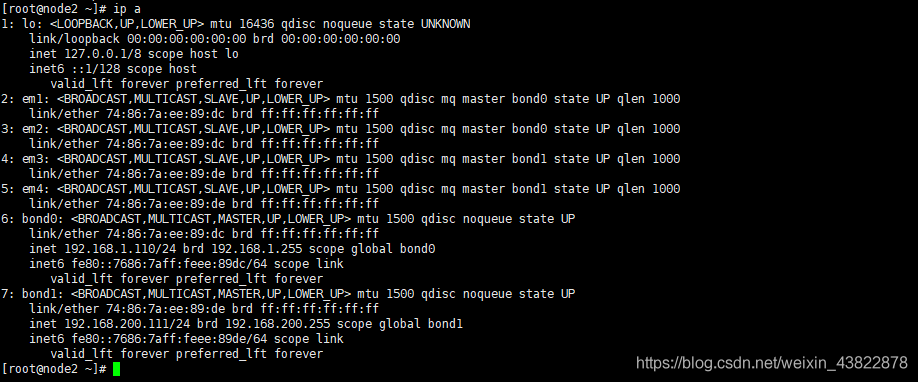 [root@node2 ~]# ip a
1: lo: <LOOPBACK,UP,LOWER_UP> mtu 16436 qdisc noqueue state UNKNOWN
    link/loopback 00:00:00:00:00:00 brd 00:00:00:00:00:00
    inet 127.0.0.1/8 scope host lo
    inet6 ::1/128 scope host
       valid_lft forever preferred_lft forever
2: em1: <BROADCAST,MULTICAST,SLAVE,UP,LOWER_UP> mtu 1500 qdisc mq master bond0 state UP qlen 1000
    link/ether 74:86:7a:ee:89:dc brd ff:ff:ff:ff:ff:ff
3: em2: <BROADCAST,MULTICAST,SLAVE,UP,LOWER_UP> mtu 1500 qdisc mq master bond0 state UP qlen 1000
    link/ether 74:86:7a:ee:89:dc brd ff:ff:ff:ff:ff:ff
4: em3: <BROADCAST,MULTICAST,SLAVE,UP,LOWER_UP> mtu 1500 qdisc mq master bond1 state UP qlen 1000
    link/ether 74:86:7a:ee:89:de brd ff:ff:ff:ff:ff:ff
5: em4: <BROADCAST,MULTICAST,SLAVE,UP,LOWER_UP> mtu 1500 qdisc mq master bond1 state UP qlen 1000
    link/ether 74:86:7a:ee:89:de brd ff:ff:ff:ff:ff:ff
6: bond0: <BROADCAST,MULTICAST,MASTER,UP,LOWER_UP> mtu 1500 qdisc noqueue state UP
    link/ether 74:86:7a:ee:89:dc brd ff:ff:ff:ff:ff:ff
    inet 192.168.1.110/24 brd 192.168.1.255 scope global bond0
    inet6 fe80::7686:7aff:feee:89dc/64 scope link
       valid_lft forever preferred_lft forever
7: bond1: <BROADCAST,MULTICAST,MASTER,UP,LOWER_UP> mtu 1500 qdisc noqueue state UP
    link/ether 74:86:7a:ee:89:de brd ff:ff:ff:ff:ff:ff
    inet 192.168.200.111/24 brd 192.168.200.255 scope global bond1
    inet6 fe80::7686:7aff:feee:89de/64 scope link
       valid_lft forever preferred_lft forever
[root@node2 ~]#
https://blog.csdn.net/weixin_43822878